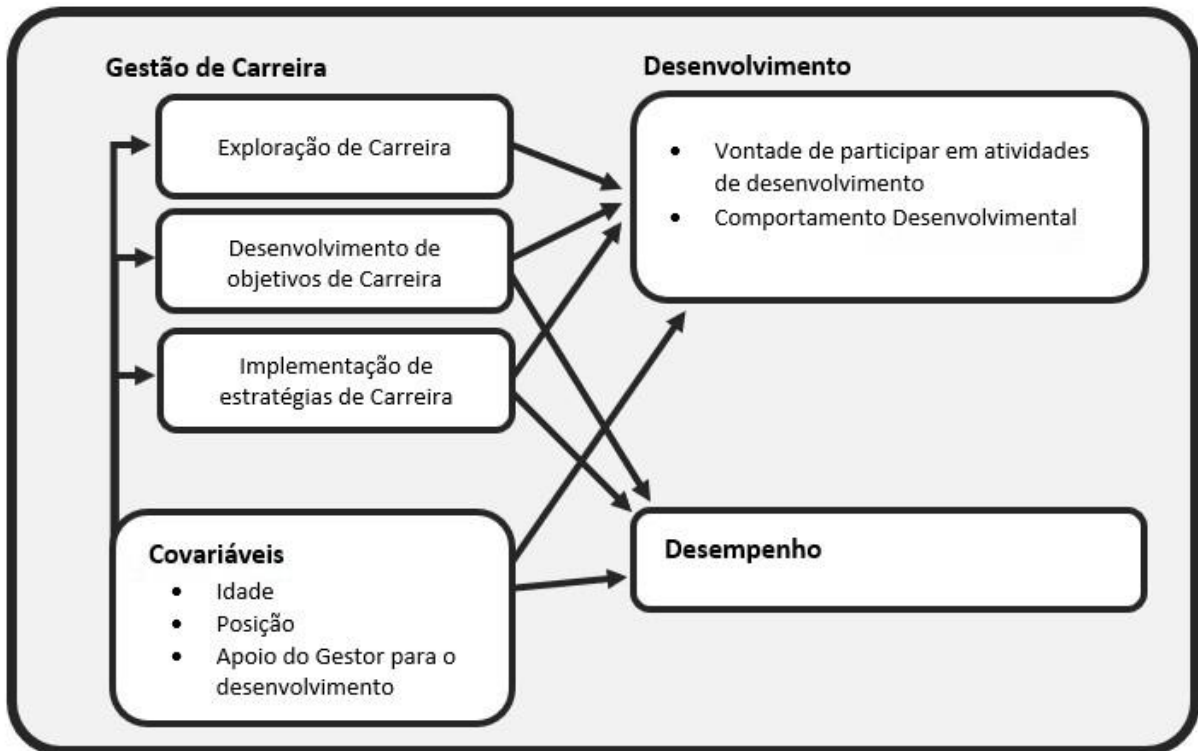 Gestão de Carreira
Exploração de Carreira
Desenvolvimento de
objetivos de Carreira
Implementação de
estratégias de Carreira
Covariáveis
• Idade
• Posição
• Apoio do Gestor para o
desenvolvimento
Desenvolvimento
• Vontade de participar em atividades
de desenvolvimento
• Comportamento Desenvolvimental
Desempenho